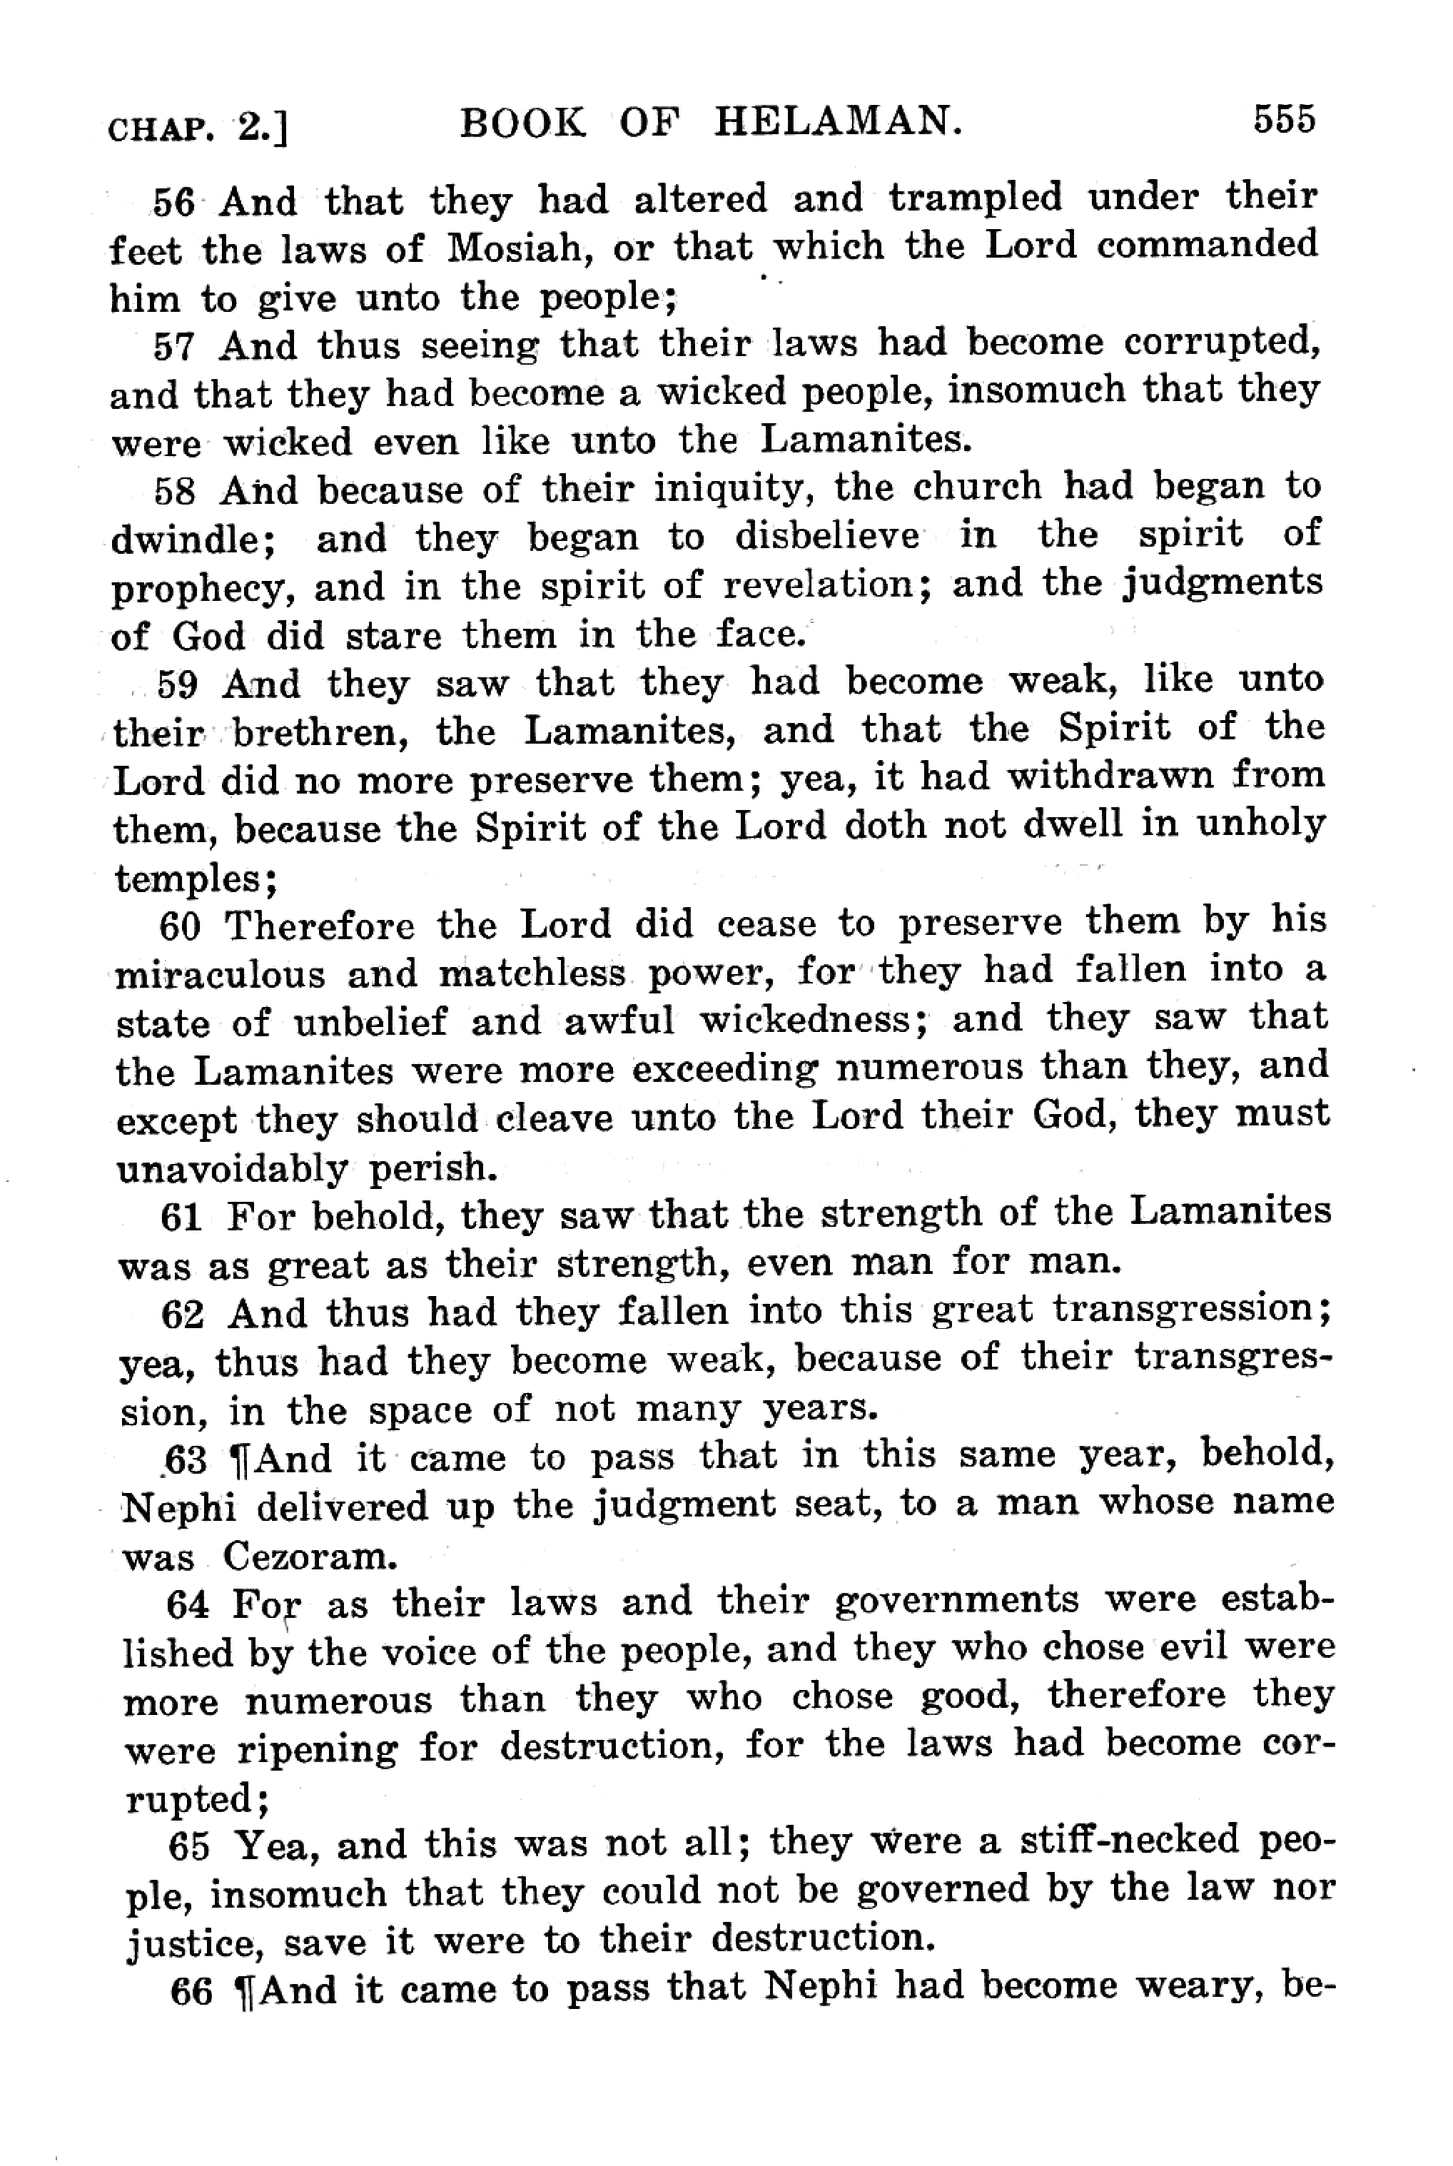 CHAP. 2.] BOOK OF HELAMAN. 555
56 And that they had altered and trampled under their
feet the laws of Mosiah, or that which the Lord commanded
him to give unto the people;
57 And thus seeing that their laws had become corrupted,
and that they had become a wicked people, insomuch that they
were wicked even like unto the Lamanites.
58 And because of their iniquity, the church had began to
dwindle; and they began to disbelieve in the spirit of
prophecy, and in the spirit of revelation; and the judgments
of God did stare them in the face.
59 And they saw that they had become weak, like unto
their brethren, the Lamanites, and that the Spirit of the
Lord did no more preserve them; yea, it had withdrawn from
them, because the Spirit of the Lord doth not dwell in unholy
temples;
60 Therefore the Lord did cease to preserve them by his
miraculous and matchless power, for they had fallen into a
state of unbelief and awful wickedness; and they saw that
the Lamanites were more exceeding numerous than they, and
except they should cleave unto the Lord their God, they must
unavoidably perish.
61 For behold, they saw that the strength of the Lamanites
was as great as their strength, even man for man.
62 And thus had they fallen into this great transgression;
yea, thus had they become weak, because of their transgres-
sion, in the space of not many years.
63 ¶And it came to pass that in this same year, behold,
Nephi delivered up the judgment seat, to a man whose name
was Cezoram.
64 For as their laws and their governments were estab-
lished by the voice of the people, and they who chose evil were
more numerous than they who chose good, therefore they
were ripening for destruction, for the laws had become cor-
rupted;
65 Yea, and this was not all; they were a stiff-necked peo-
ple, insomuch that they could not be governed by the law nor
justice, save it were to their destruction.
66 ¶And it came to pass that Nephi had become weary, be-